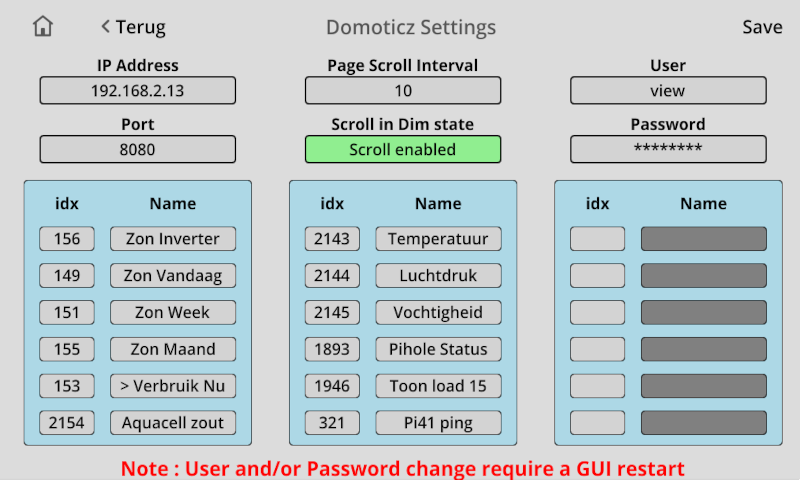 < Terug Domoticz Settings Save
IP Address Page Scroll Interval User
192.168.2.13 10 view
Port Scroll in Dim state Password
8080 Scroll enabled ********
idx Name idx Name idx Name
156 Zon Inverter 2143 Temperatuur
149 Zon Vandaag 2144 Luchtdruk
151 Zon Week 2145 Vochtigheid
155 Zon Maand 1893 Pihole Status
153 > Verbruik Nu 1946 Toon load 15
2154 Aquacell zout 321 Pi41 ping
Note : User and/or Password change require a GUI restart